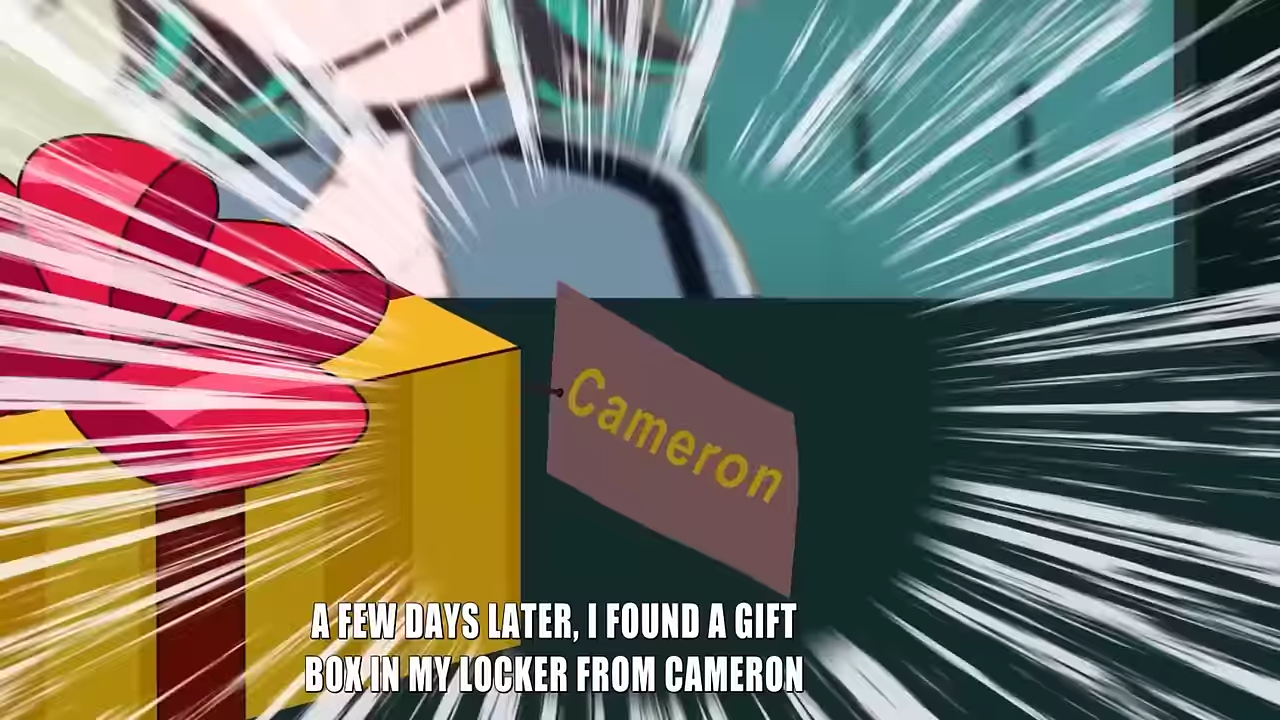 Cameron
A FEW DAYS LATER, I FOUND A GIFT
BOX IN MY LOCKER FROM CAMERON